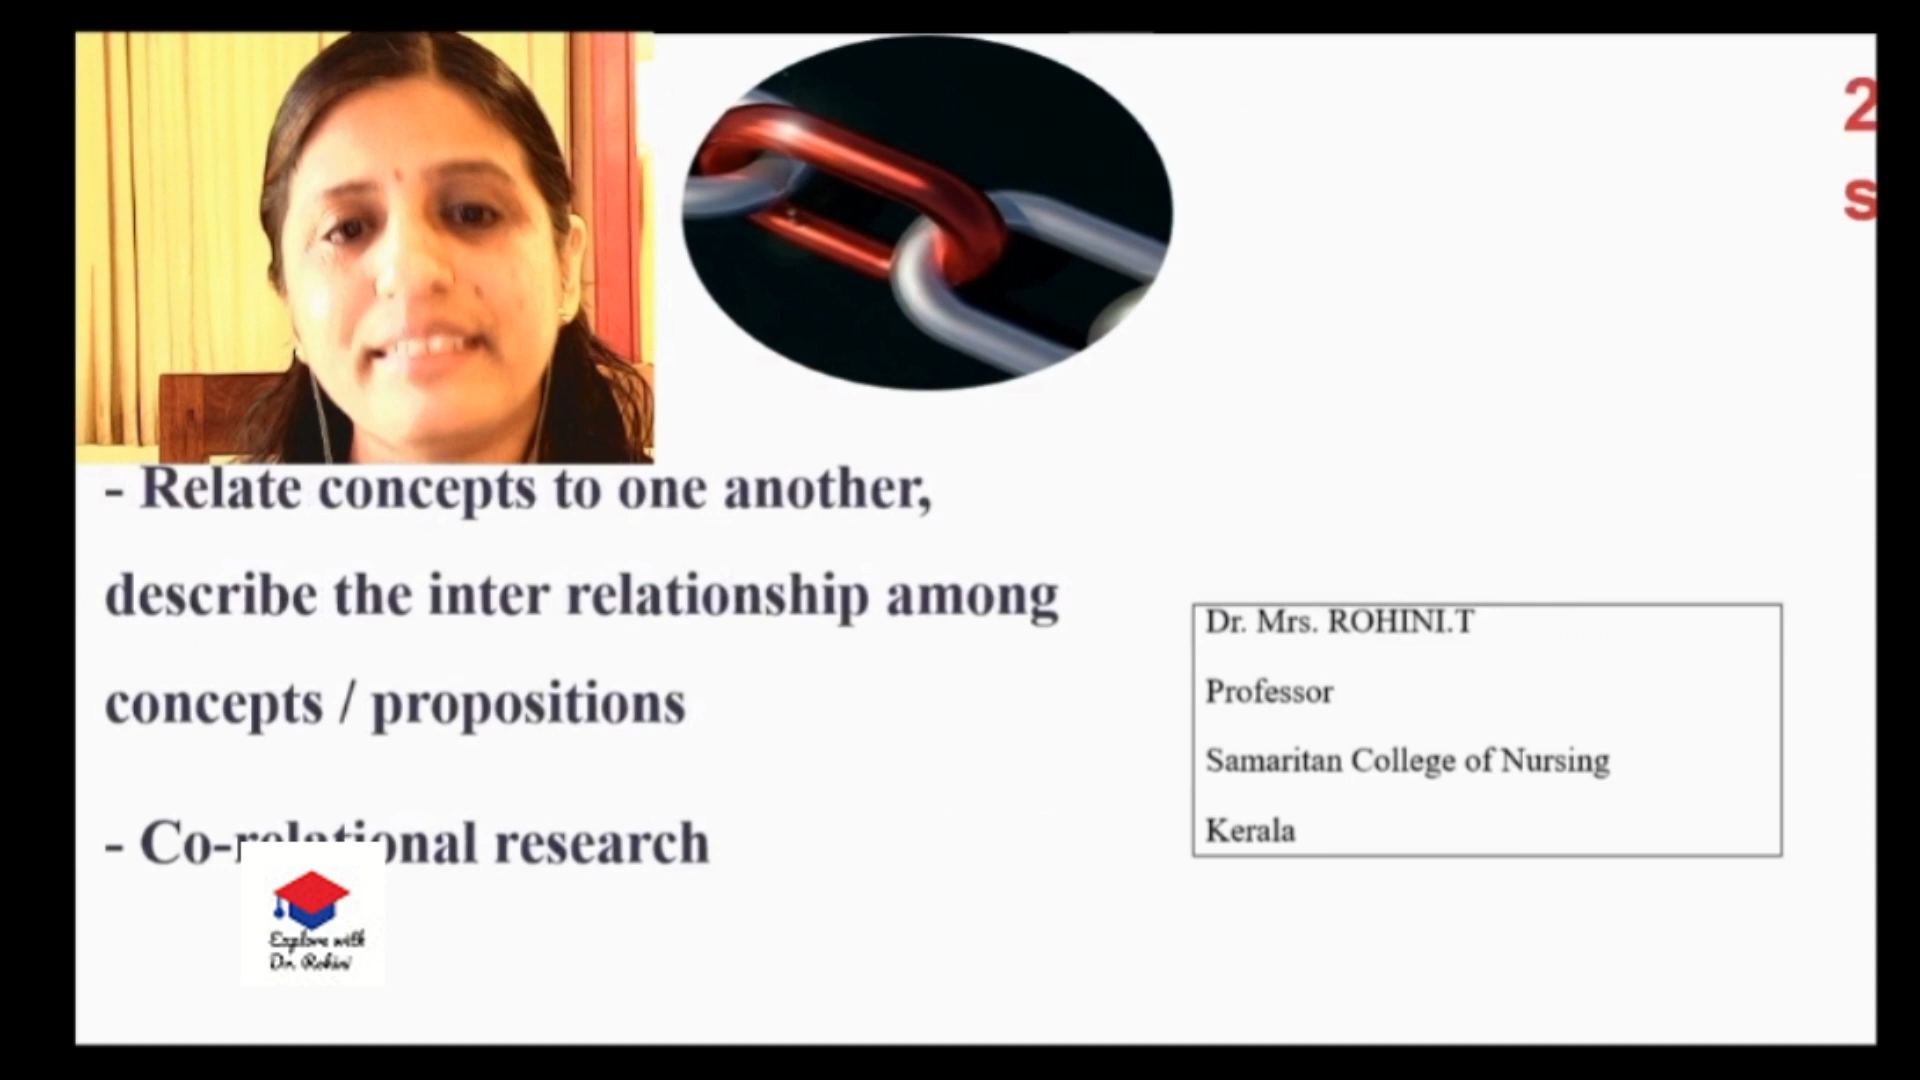 2
s
- Relate concepts to one another,
describe the inter relationship among
concepts / propositions
- Co-relational research
Dr. Mrs. ROHINI.T
Professor
Samaritan College of Nursing
Kerala
Explore with
Dr. Rohini